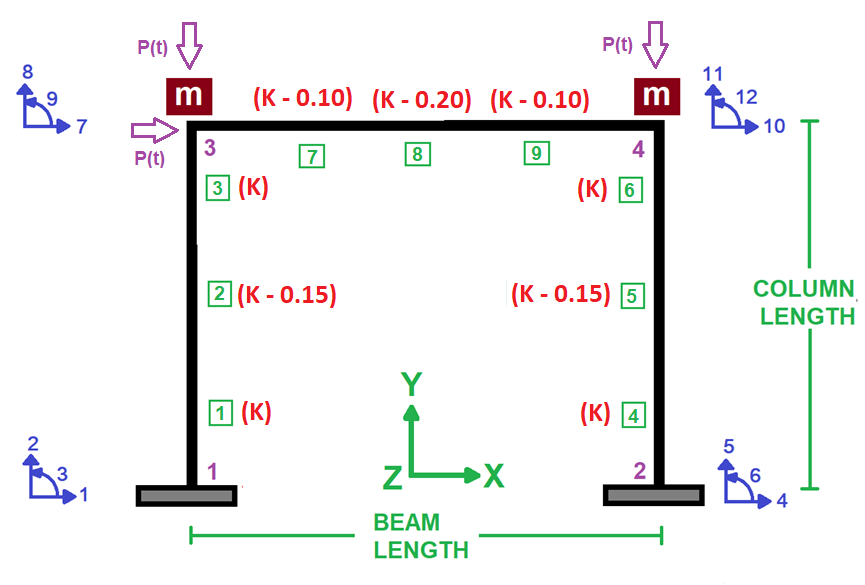 P(t)
P(t)
m
m
(K - 0.10) (K - 0.20) (K - 0.10)
8
9
7
11
12
10
P(t)
3
4
7
8
9
3 (K)
(K) 6
2 (K - 0.15)
(K - 0.15) 5
COLUMN
LENGTH
Y
1 (K)
(K) 4
Z
X
1
2
2
3
1
5
6
4
BEAM
LENGTH